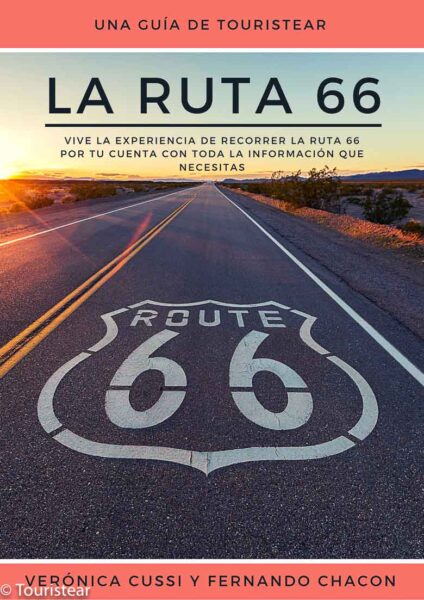 UNA GUÍA DE TOURISTEAR
LA RUTA 66
VIVE LA EXPERIENCIA DE RECORRER LA RUTA 66
POR TU CUENTA CON TODA LA INFORMACIÓN QUE
NECESITAS
ROUTE
66
VERÓNICA CUSSI Y FERNANDO CHACON
© Touristear